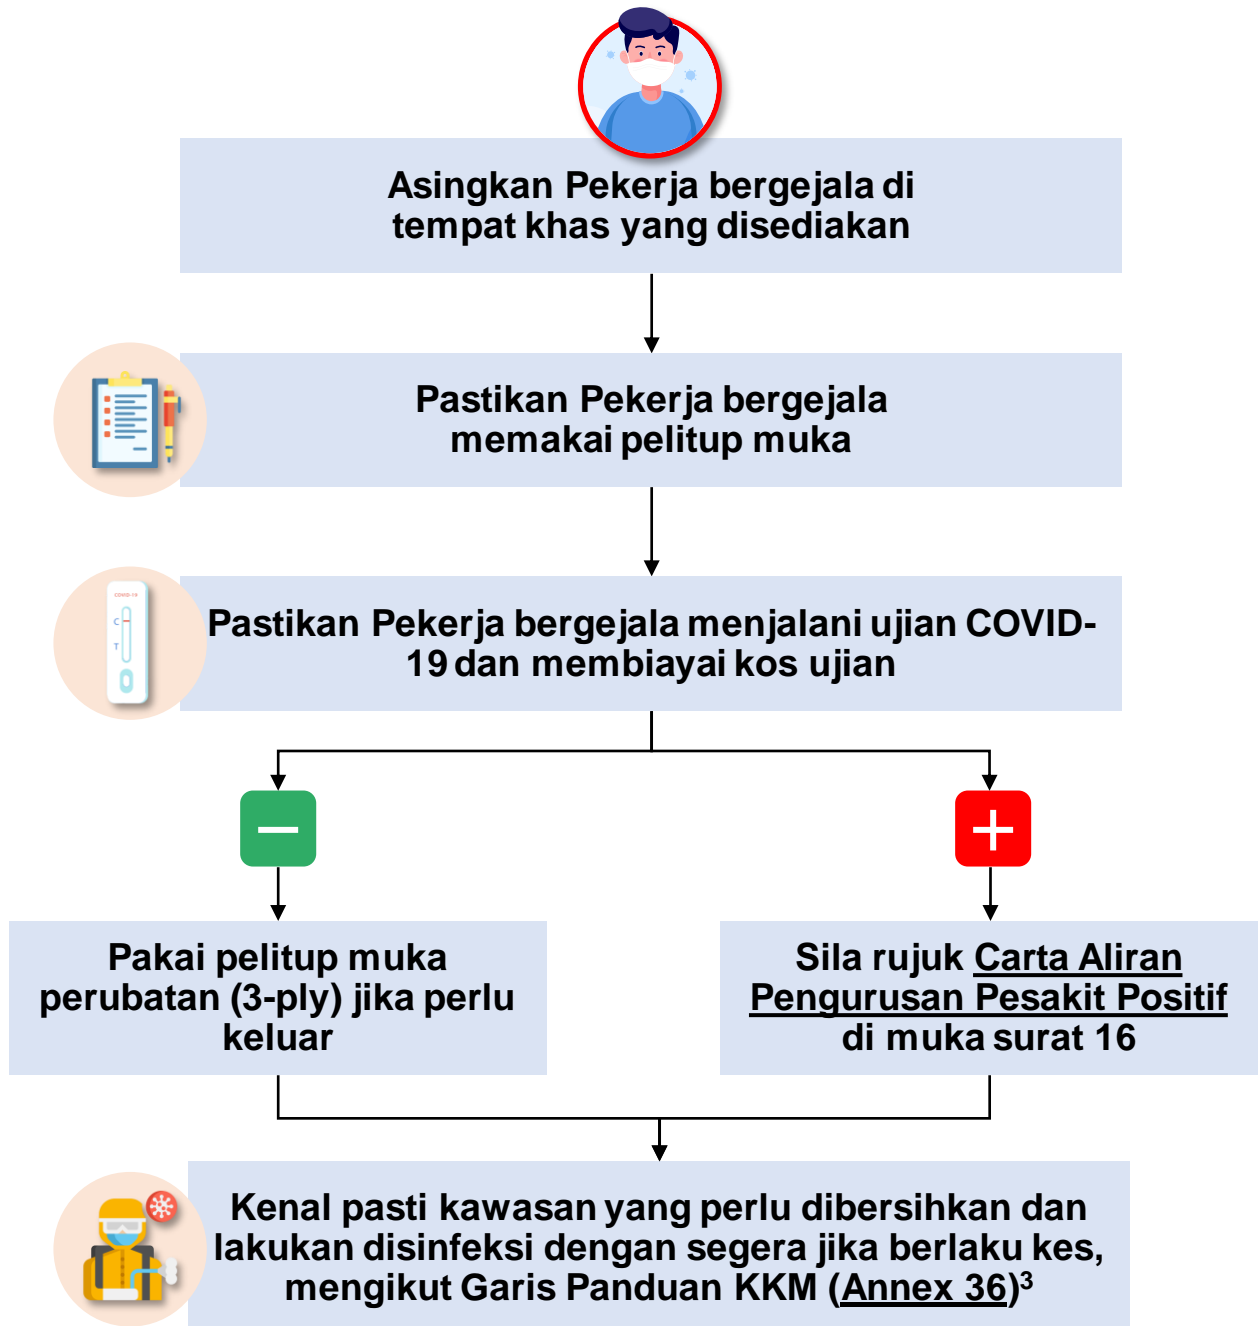 Asingkan Pekerja bergejala di
tempat khas yang disediakan
Pastikan Pekerja bergejala
memakai pelitup muka
COVID-19
C
T
Pastikan Pekerja bergejala menjalani ujian COVID-
19 dan membiayai kos ujian
Pakai pelitup muka
perubatan (3-ply) jika perlu
keluar
Sila rujuk Carta Aliran
Pengurusan Pesakit Positif
di muka surat 16
Kenal pasti kawasan yang perlu dibersihkan dan
lakukan disinfeksi dengan segera jika berlaku kes,
mengikut Garis Panduan KKM (Annex 36)³